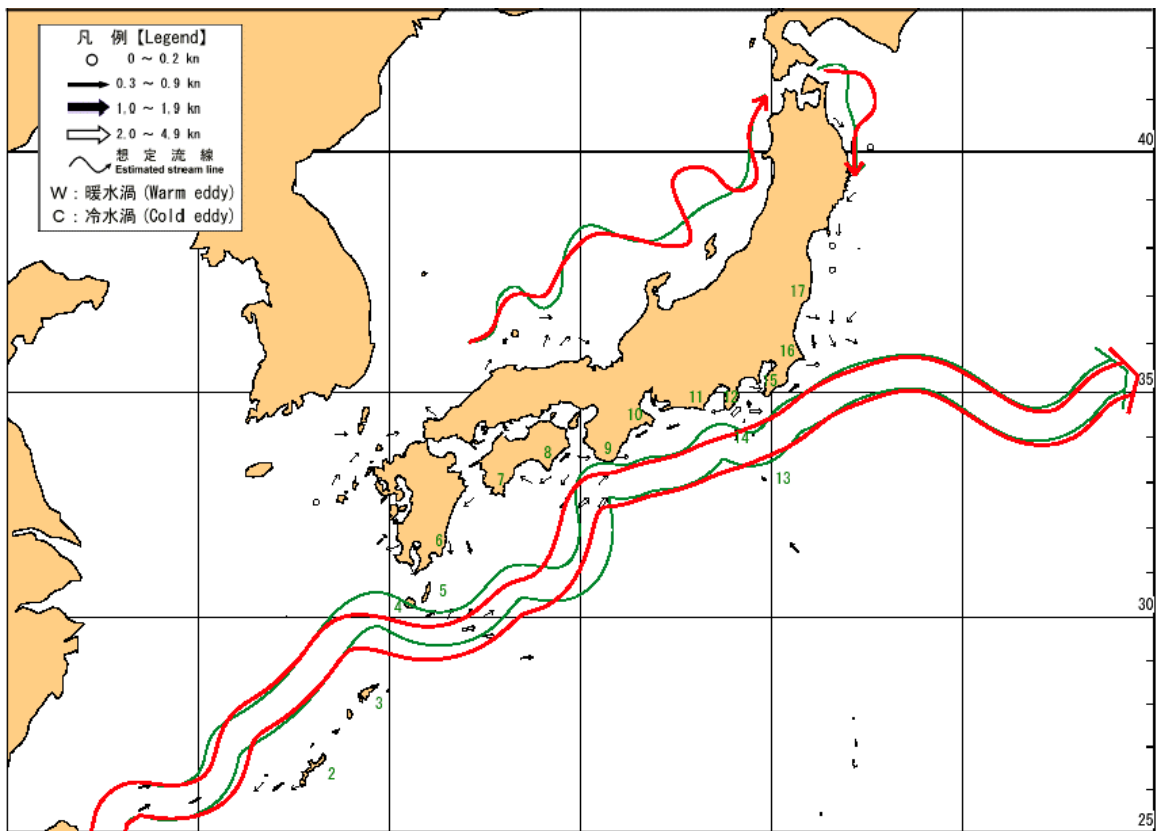 凡 例【Legend】
0 ～ 0.2 kn
0.3 ～ 0.9 kn
1.0 ～ 1.9 kn
2.0 ～ 4.9 kn
想 定 流 線
Estimated stream line
W : 暖水渦 (Warm eddy)
C : 冷水渦 (Cold eddy)
40
17
16
35
15
12
11
10
14
9
8
7
13
6
5
4
30
3
2
25